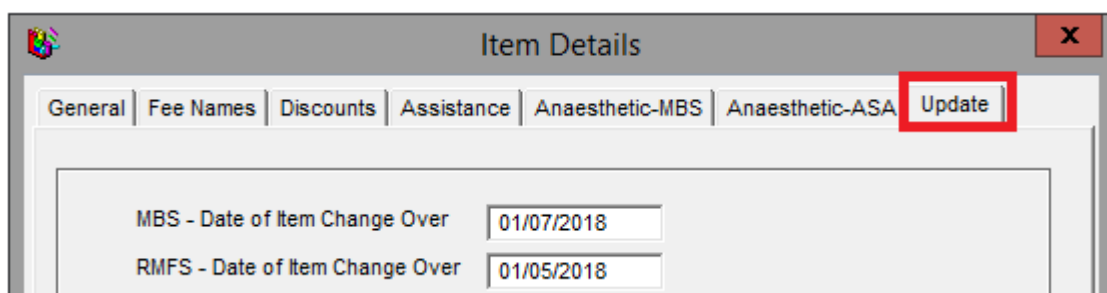 Item Details
x
General Fee Names Discounts Assistance Anaesthetic-MBS Anaesthetic-ASA Update
MBS - Date of Item Change Over 01/07/2018
RMFS - Date of Item Change Over 01/05/2018